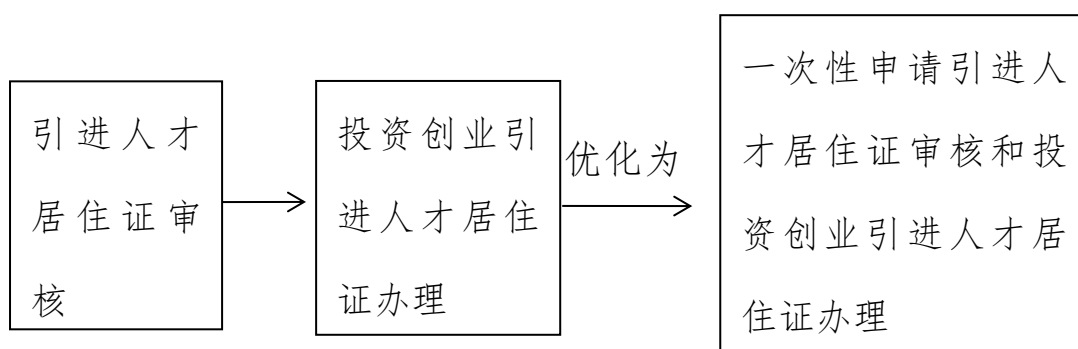 引进人才
居住证审
核
投资创业引
进人才居住
证办理
优化为
一次性申请引进人
才居住证审核和投
资创业引进人才居
住证办理